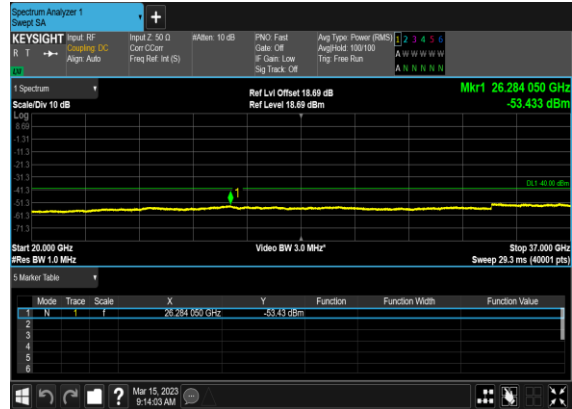 Spectrum Analyzer 1
Swept SA
+
KEYSIGHT Input: RF Input Z: 50 Ω #Atten: 10 dB PNO: Fast Avg Type: Power (RMS) 1 2 3 4 5 6
R T Coupling: DC Corr CCorr Gate: Off Avg|Hold: 100/100 A W W W W W
Align: Auto Freq Ref: Int (S) IF Gain: Low Trig: Free Run
Sig Track: Off A N N N N N
1 Spectrum Ref Lvl Offset 18.69 dB Mkr1 26.284 050 GHz
Scale/Div 10 dB Ref Level 18.69 dBm -53.433 dBm
Log
8.69
-1.31
-11.3
-21.3
-31.3
DL1 -40.00 dBm
-41.3
1
-51.3
-61.3
-71.3
Start 20.000 GHz Video BW 3.0 MHz* Stop 37.000 GHz
#Res BW 1.0 MHz Sweep 29.3 ms (40001 pts)
5 Marker Table
Mode Trace Scale X Y Function Function Width Function Value
1 N 1 f 26.284 050 GHz -53.43 dBm
2
3
4
5
6
? Mar 15, 2023
9:14:03 AM